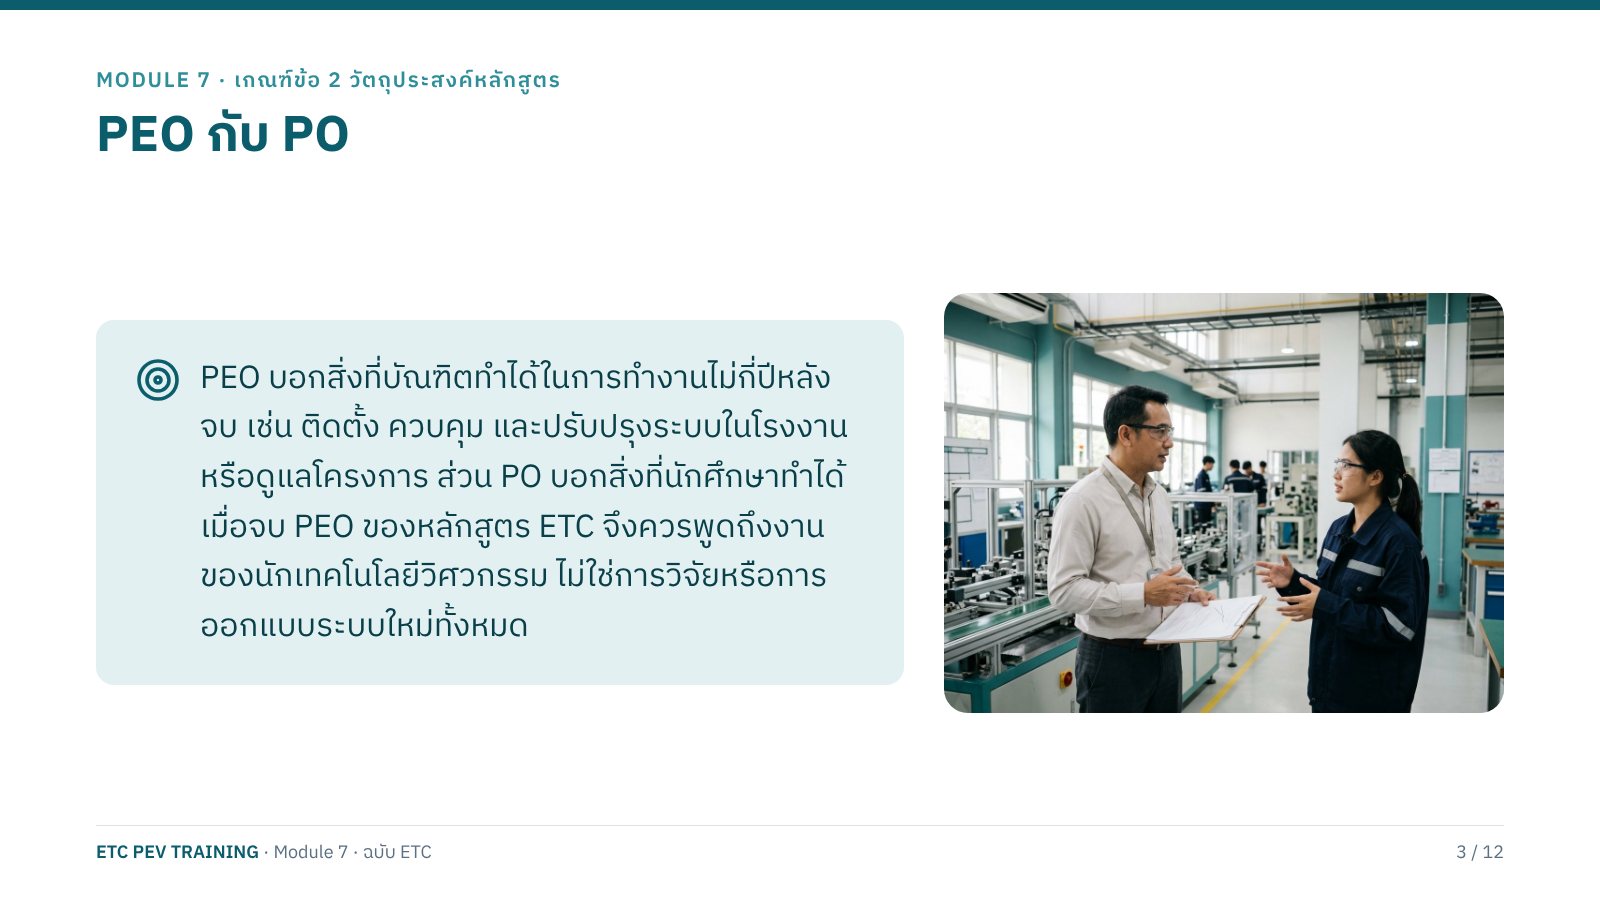 MODULE 7 · เกณฑ์ข้อ 2 วัตถุประสงค์หลักสูตร
PEO กับ PO
PEO บอกสิ่งที่บัณฑิตทำได้ในการทำงานไม่กี่ปีหลัง
จบ เช่น ติดตั้ง ควบคุม และปรับปรุงระบบในโรงงาน
หรือดูแลโครงการ ส่วน PO บอกสิ่งที่นักศึกษาทำได้
เมื่อจบ PEO ของหลักสูตร ETC จึงควรพูดถึงงาน
ของนักเทคโนโลยีวิศวกรรม ไม่ใช่การวิจัยหรือการ
ออกแบบระบบใหม่ทั้งหมด
ETC PEV TRAINING · Module 7 · ฉบับ ETC
3 / 12